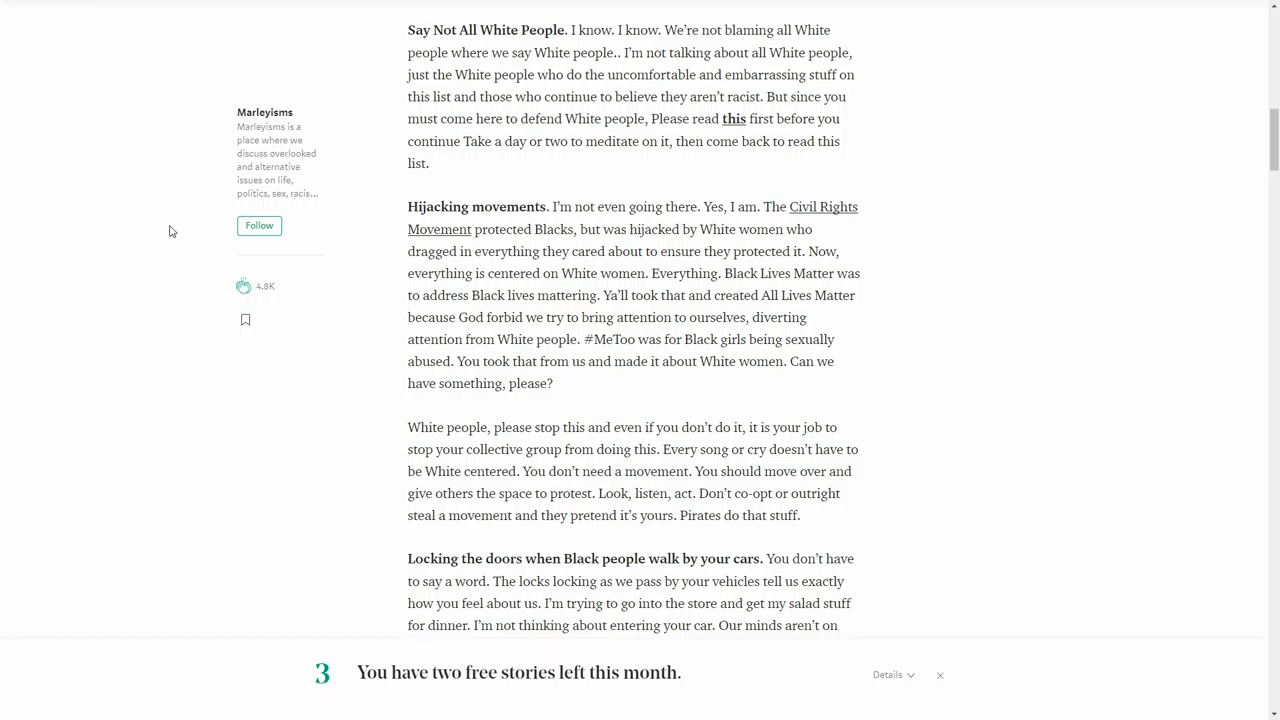 Say Not All White People. I know. I know. We're not blaming all White
people where we say White people.. I'm not talking about all White people,
just the White people who do the uncomfortable and embarrassing stuff on
this list and those who continue to believe they aren't racist. But since you
must come here to defend White people, Please read this first before you
continue Take a day or two to meditate on it, then come back to read this
list.
Marleyisms
Marleyisms is a
place where we
discuss overlooked
and alternative
issues on life,
politics, sex, racis...
Follow
4.8K
Hijacking movements. I'm not even going there. Yes, I am. The Civil Rights
Movement protected Blacks, but was hijacked by White women who
dragged in everything they cared about to ensure they protected it. Now,
everything is centered on White women. Everything. Black Lives Matter was
to address Black lives mattering. Ya'll took that and created All Lives Matter
because God forbid we try to bring attention to ourselves, diverting
attention from White people. #MeToo was for Black girls being sexually
abused. You took that from us and made it about White women. Can we
have something, please?
White people, please stop this and even if you don't do it, it is your job to
stop your collective group from doing this. Every song or cry doesn't have to
be White centered. You don't need a movement. You should move over and
give others the space to protest. Look, listen, act. Don't co-opt or outright
steal a movement and they pretend it's yours. Pirates do that stuff.
Locking the doors when Black people walk by your cars. You don't have
to say a word. The locks locking as we pass by your vehicles tell us exactly
how you feel about us. I'm trying to go into the store and get my salad stuff
for dinner. I'm not thinking about entering your car. Our minds aren't on
3 You have two free stories left this month.
Details